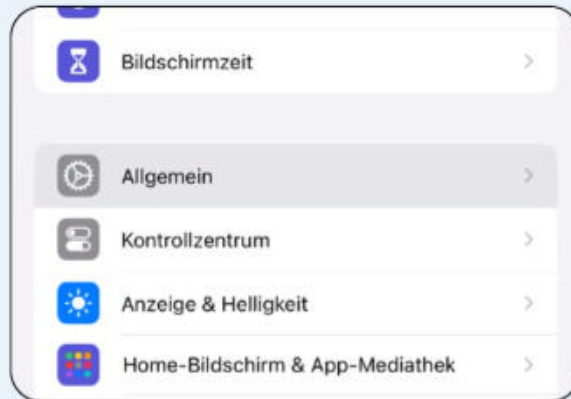 Bildschirmzeit
Allgemein
Kontrollzentrum
Anzeige & Helligkeit
Home-Bildschirm & App-Mediathek